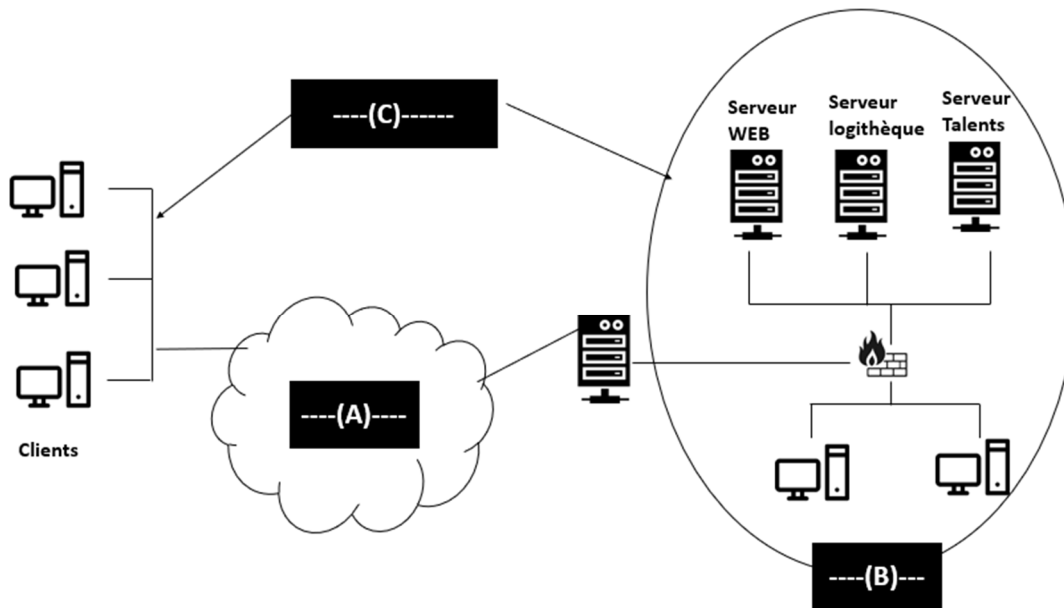 ----(C)------
Serveur
WEB
Serveur
logithèque
Serveur
Talents
----(A)----
Clients
----(B)---